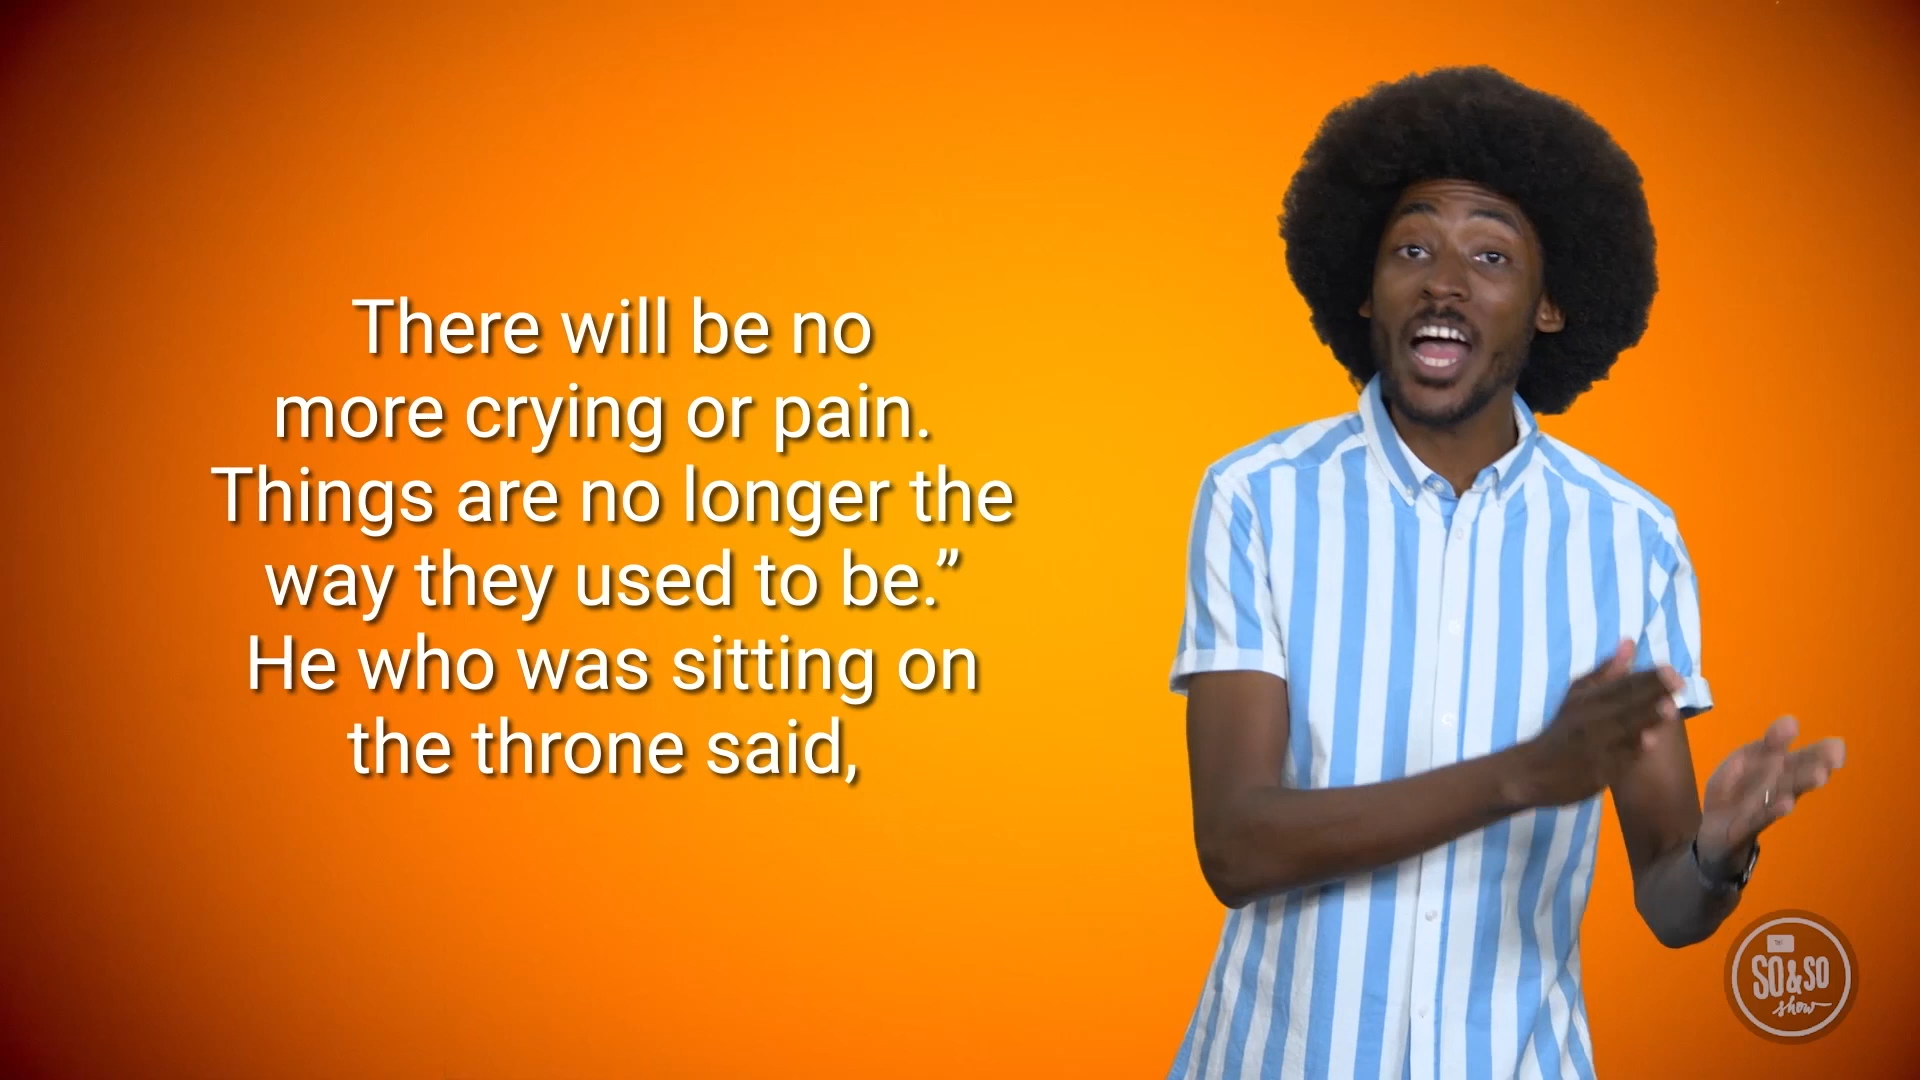 There will be no
more crying or pain.
Things are no longer the
way they used to be.”
He who was sitting on
the throne said,
SO&SO
show